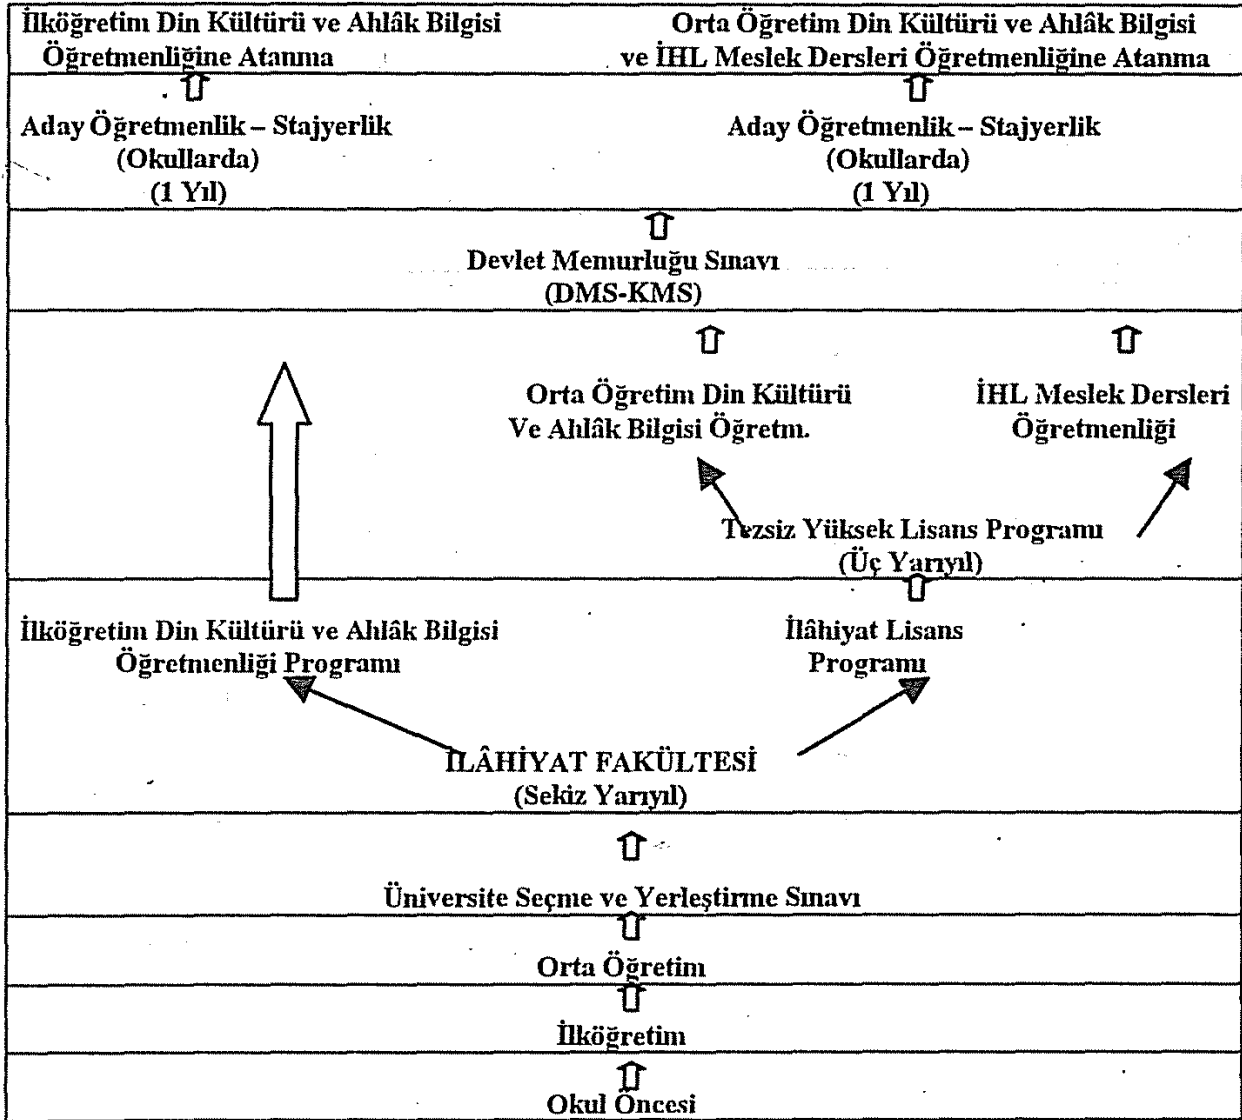 İlköğretim Din Kültürü ve Ahlâk Bilgisi
Öğretmenliğine Atanma
Orta Öğretim Din Kültürü ve Ahlâk Bilgisi
ve İHL Meslek Dersleri Öğretmenliğine Atanma
Aday Öğretmenlik – Stajyerlik
(Okullarda)
(1 Yıl)
Aday Öğretmenlik – Stajyerlik
(Okullarda)
(1 Yıl)
Devlet Memurluğu Sınavı
(DMS-KMS)
Orta Öğretim Din Kültürü
Ve Ahlâk Bilgisi Öğretm.
İHL Meslek Dersleri
Öğretmenliği
Tezsiz Yüksek Lisans Programı
(Üç Yarıyıl)
İlköğretim Din Kültürü ve Ahlâk Bilgisi
Öğretmenliği Programı
İlâhiyat Lisans
Programı
İLÂHİYAT FAKÜLTESİ
(Sekiz Yarıyıl)
Üniversite Seçme ve Yerleştirme Sınavı
Orta Öğretim
İlköğretim
Okul Öncesi